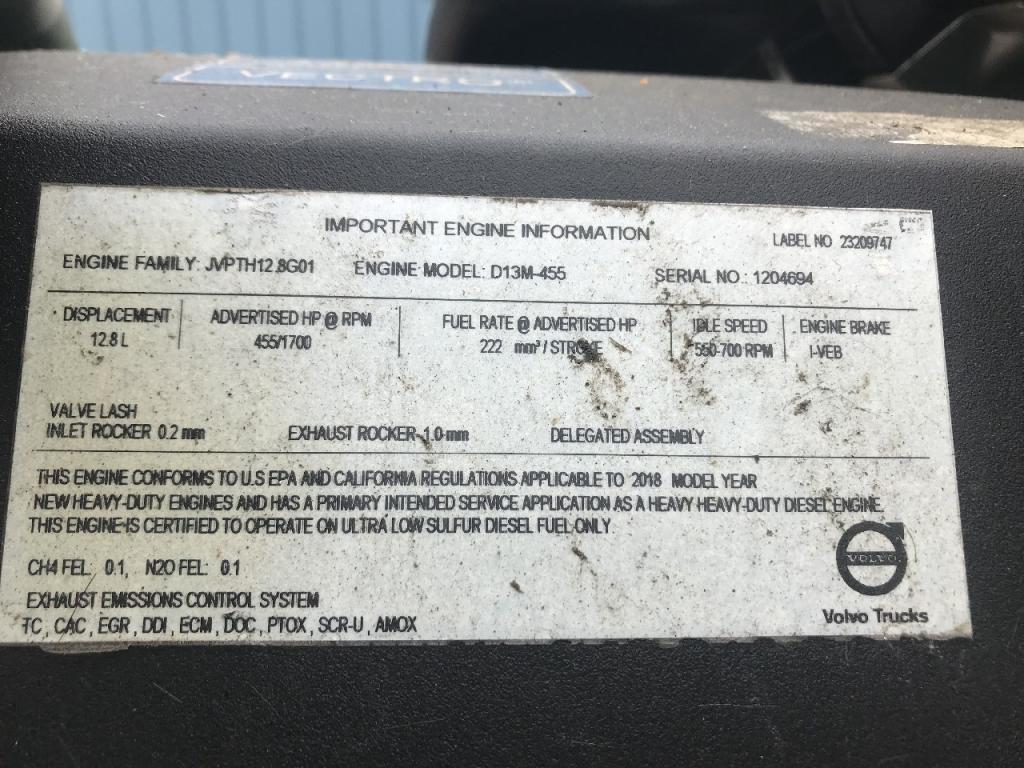 IMPORTANT ENGINE INFORMATION
LABEL NO 23209747
ENGINE FAMILY: JVPTH12.8G01 ENGINE MODEL: D13M-455 SERIAL NO.: 1204694
DISPLACEMENT ADVERTISED HP @ RPM FUEL RATE @ ADVERTISED HP IDLE SPEED ENGINE BRAKE
12.8 L 455/1700 222 mm³ / STROKE 550-700 RPM I-VEB
VALVE LASH
INLET ROCKER 0.2 mm EXHAUST ROCKER 1.0 mm DELEGATED ASSEMBLY
THIS ENGINE CONFORMS TO U.S EPA AND CALIFORNIA REGULATIONS APPLICABLE TO 2018 MODEL YEAR
NEW HEAVY-DUTY ENGINES AND HAS A PRIMARY INTENDED SERVICE APPLICATION AS A HEAVY HEAVY-DUTY DIESEL ENGINE.
THIS ENGINE IS CERTIFIED TO OPERATE ON ULTRA LOW SULFUR DIESEL FUEL ONLY
CH4 FEL: 0.1, N2O FEL: 0.1
EXHAUST EMISSIONS CONTROL SYSTEM
TC , CAC , EGR , DDI , ECM , DOC , PTOX , SCR-U , AMOX
VOLVO
Volvo Trucks